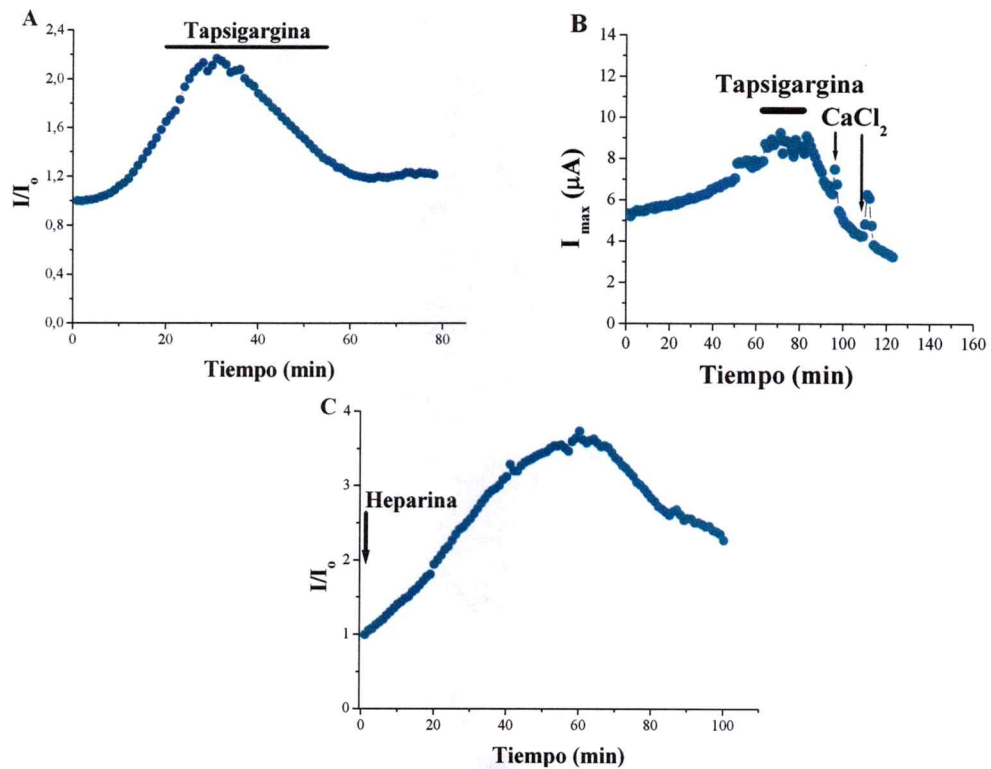 A
Tapsigargina
2,4
2,0
1,6
1,2
0,8
0,4
0,0
I/Io
0 20 40 60 80
Tiempo (min)
B
Tapsigargina
CaCl2
14
12
10
8
6
4
2
0
I max (µA)
0 20 40 60 80 100 120 140 160
Tiempo (min)
C
Heparina
4
3
2
1
0
I/Io
0 20 40 60 80 100
Tiempo (min)